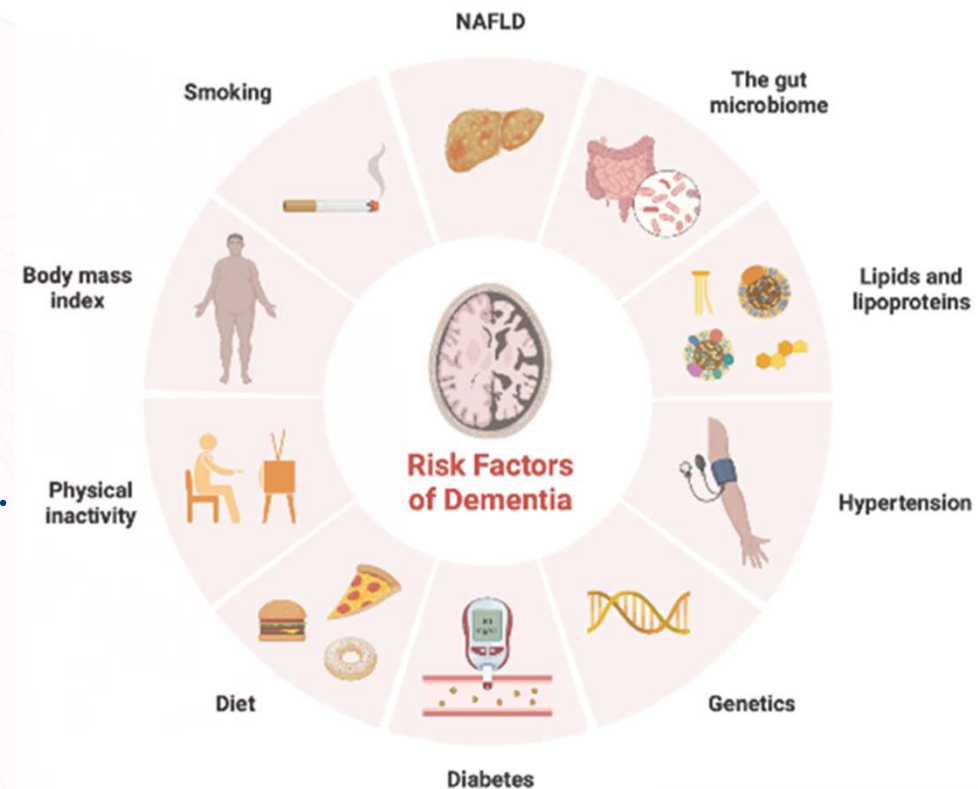 NAFLD
The gut
microbiome
Lipids and
lipoproteins
Hypertension
Genetics
Diabetes
Diet
Physical
inactivity
Body mass
index
Smoking
Risk Factors
of Dementia